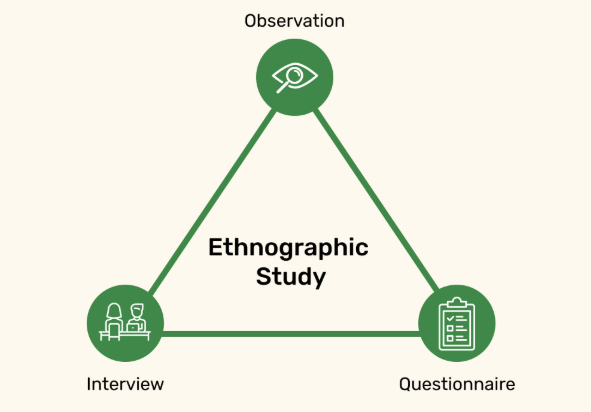 Observation
Ethnographic
Study
Interview
Questionnaire